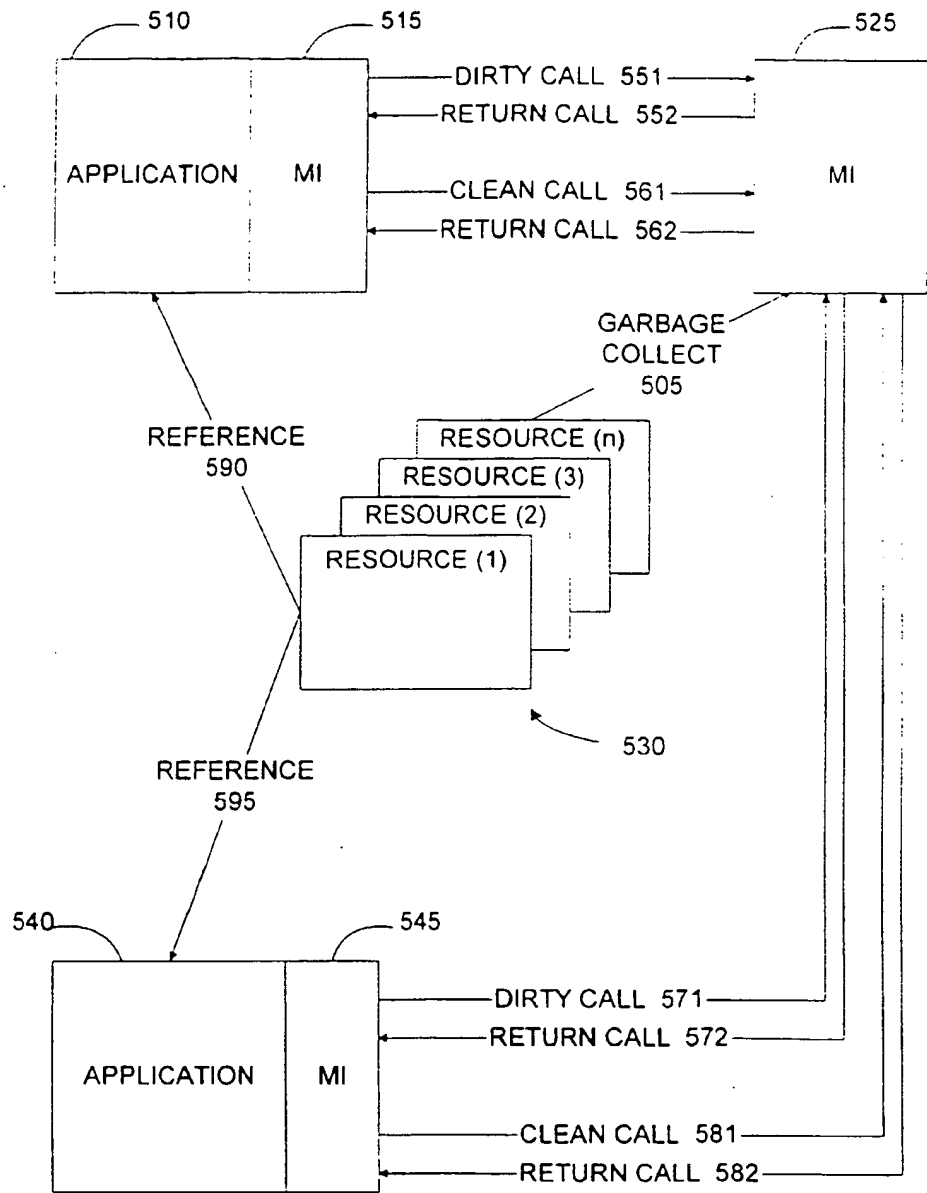 510
515
525
DIRTY CALL 551
RETURN CALL 552
APPLICATION
MI
CLEAN CALL 561
MI
RETURN CALL 562
GARBAGE
COLLECT
505
REFERENCE
590
RESOURCE (n)
RESOURCE (3)
RESOURCE (2)
RESOURCE (1)
530
REFERENCE
595
540
545
DIRTY CALL 571
RETURN CALL 572
APPLICATION
MI
CLEAN CALL 581
RETURN CALL 582